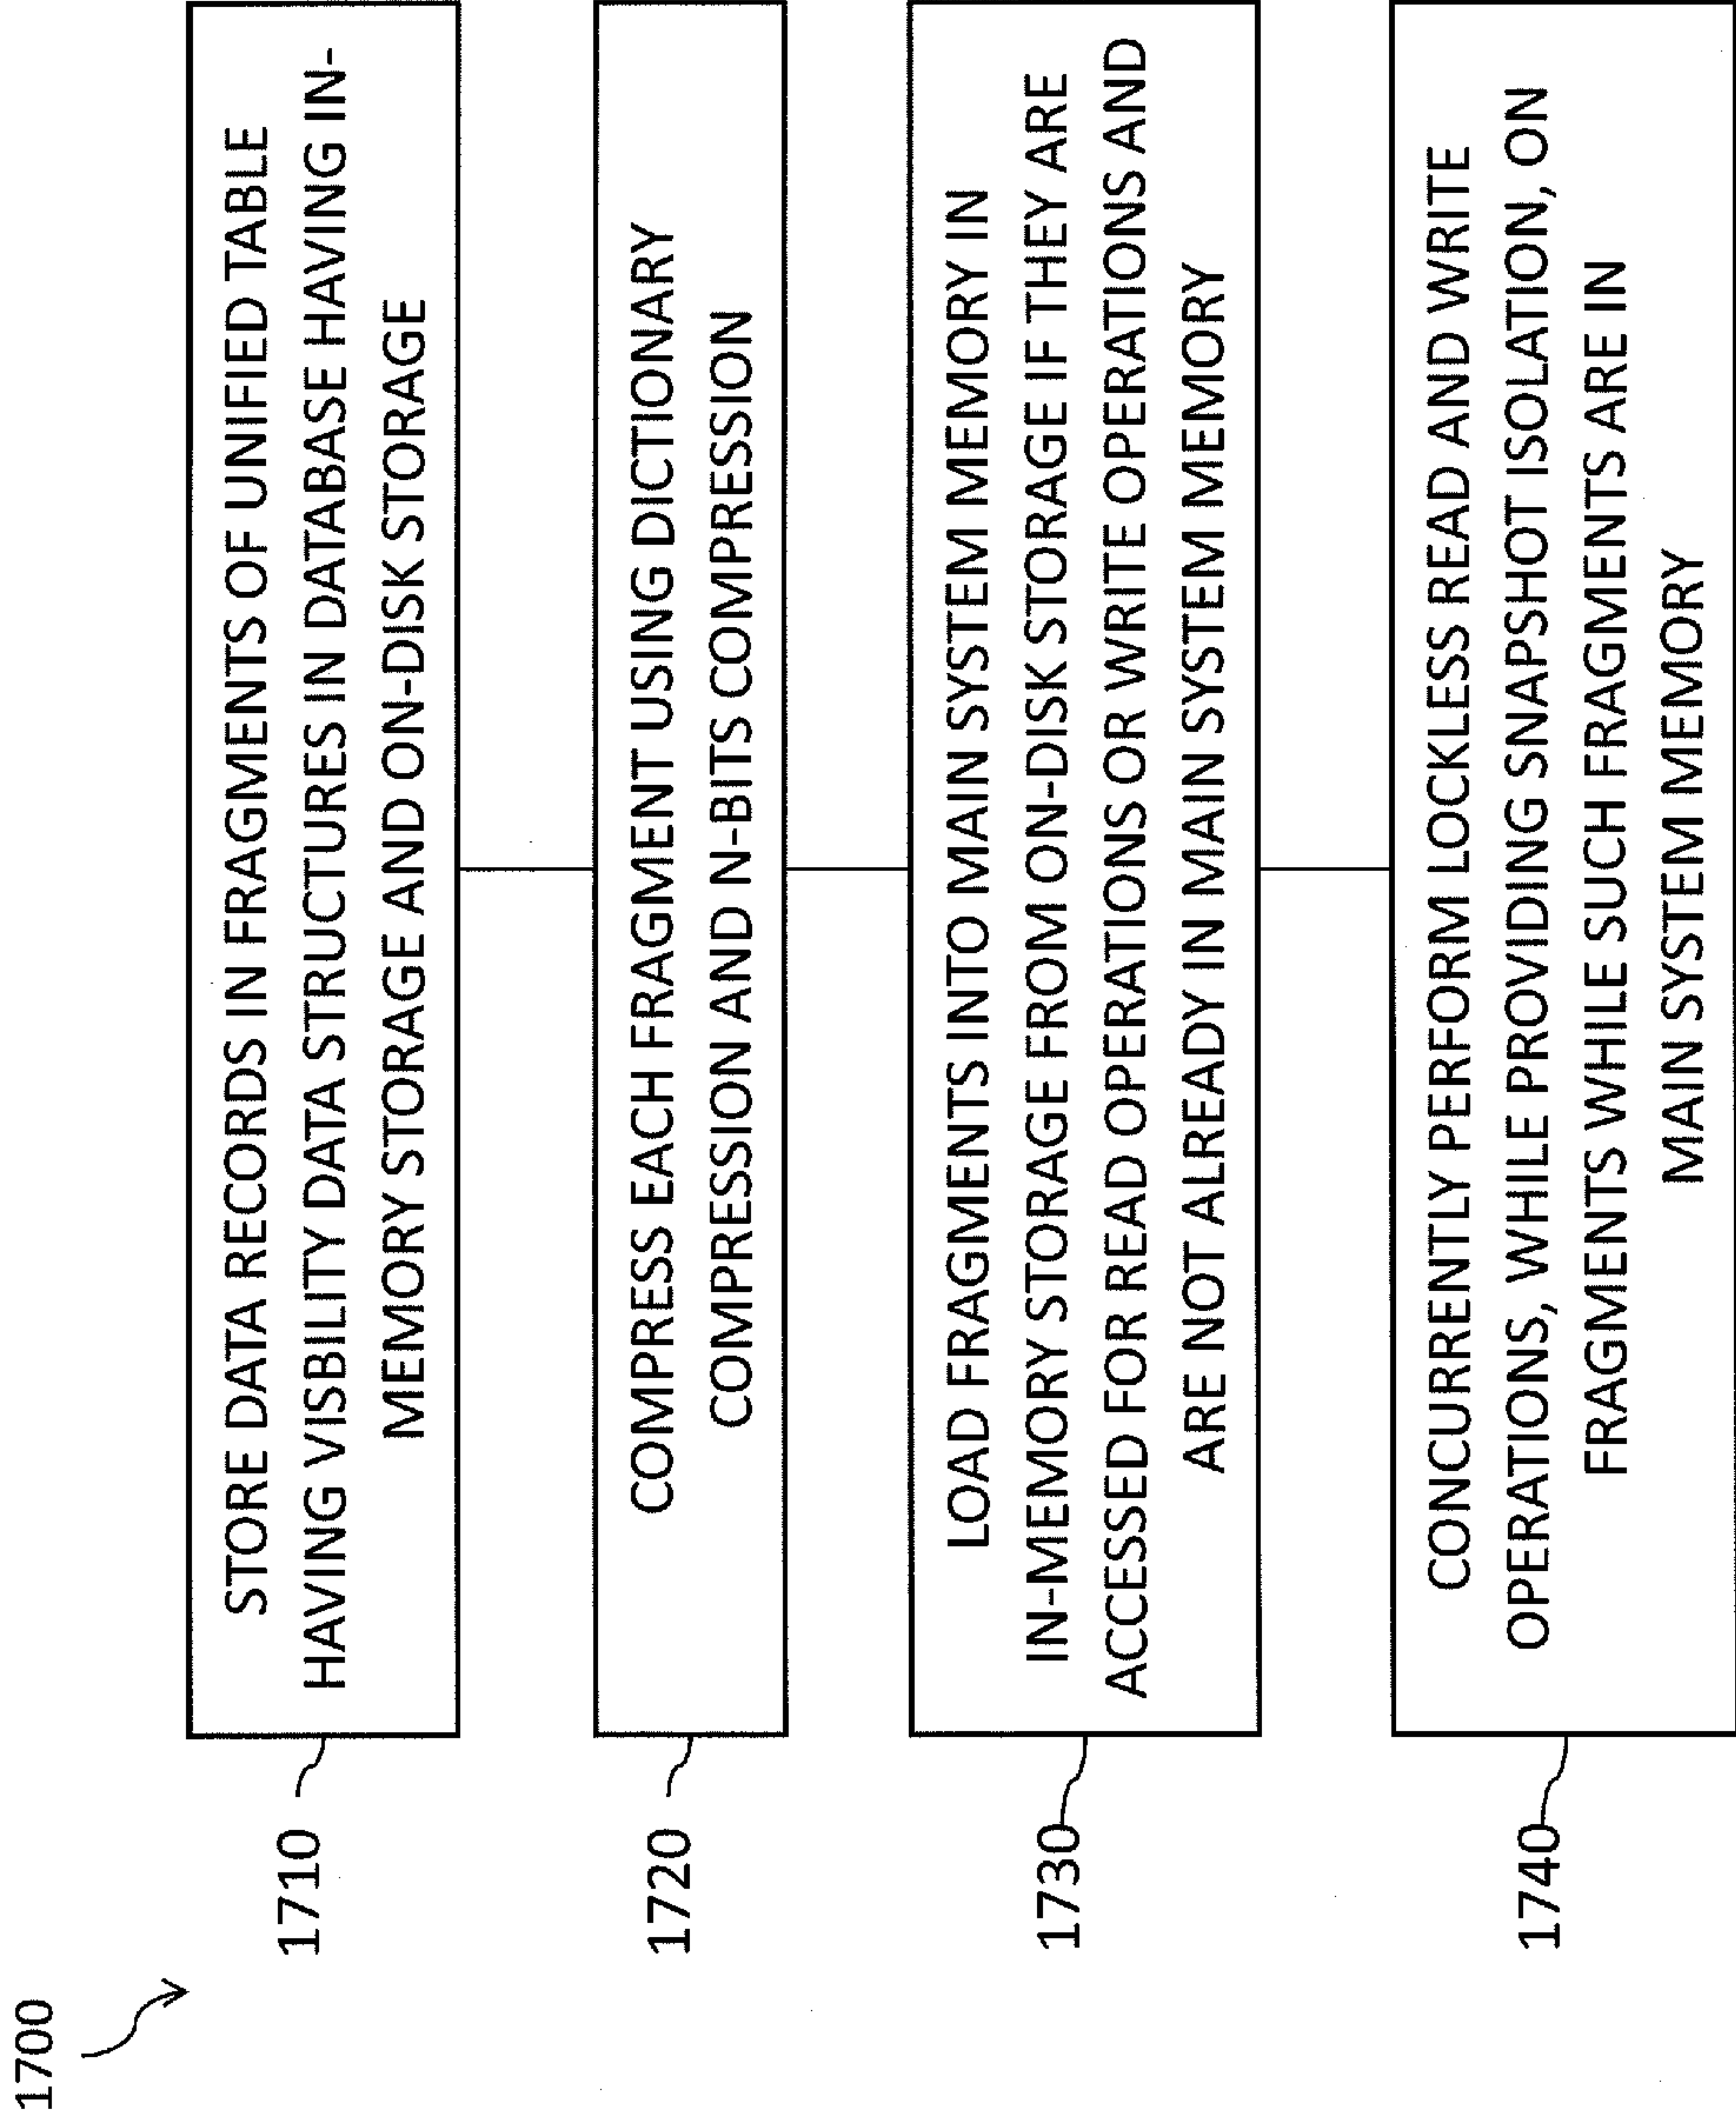 1700
1710
STORE DATA RECORDS IN FRAGMENTS OF UNIFIED TABLE
HAVING VISBILITY DATA STRUCTURES IN DATABASE HAVING IN-
MEMORY STORAGE AND ON-DISK STORAGE
1720
COMPRESS EACH FRAGMENT USING DICTIONARY
COMPRESSION AND N-BITS COMPRESSION
1730
LOAD FRAGMENTS INTO MAIN SYSTEM MEMORY IN
IN-MEMORY STORAGE FROM ON-DISK STORAGE IF THEY ARE
ACCESSED FOR READ OPERATIONS OR WRITE OPERATIONS AND
ARE NOT ALREADY IN MAIN SYSTEM MEMORY
1740
CONCURRENTLY PERFORM LOCKLESS READ AND WRITE
OPERATIONS, WHILE PROVIDING SNAPSHOT ISOLATION, ON
FRAGMENTS WHILE SUCH FRAGMENTS ARE IN
MAIN SYSTEM MEMORY